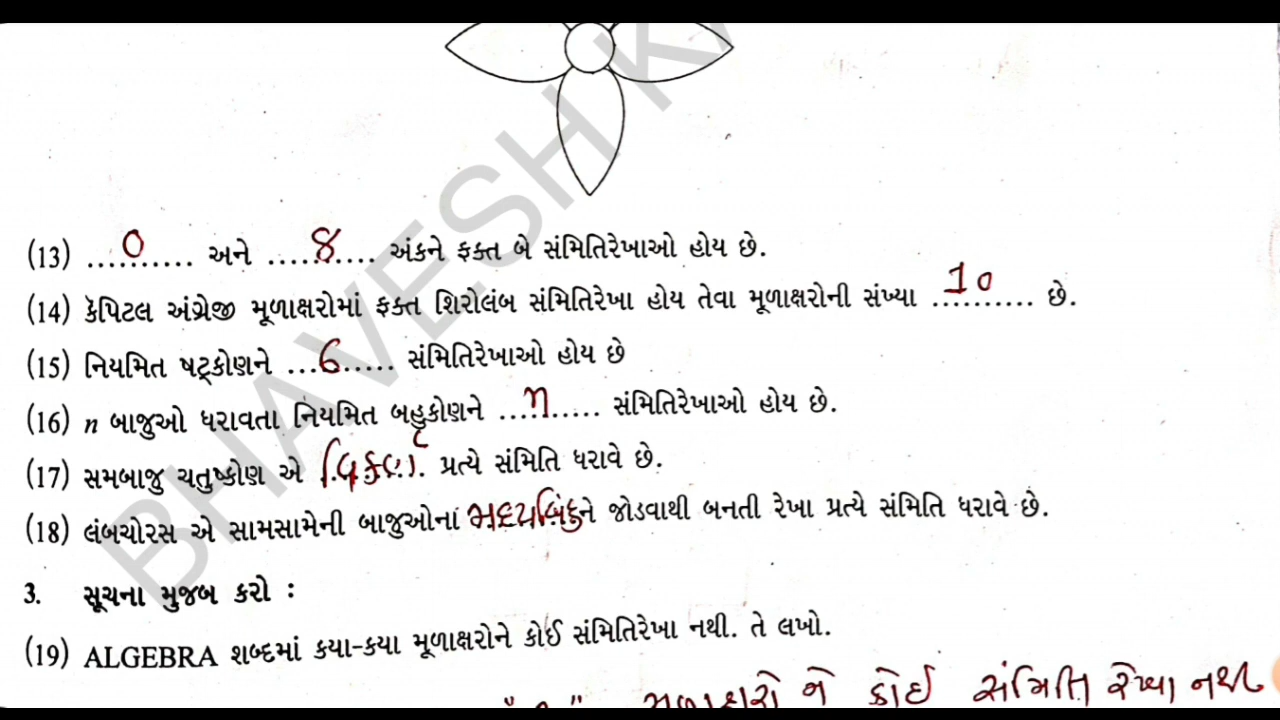 BHAVESH KA
(13) ....0.... અને ....8.... અંકને ફક્ત બે સંમિતિરેખાઓ હોય છે.
(14) કૅપિટલ અંગ્રેજી મૂળાક્ષરોમાં ફક્ત શિરોલંબ સંમિતિરેખા હોય તેવા મૂળાક્ષરોની સંખ્યા ....10.... છે.
(15) નિયમિત ષટ્કોણને ...6..... સંમિતિરેખાઓ હોય છે
(16) n બાજુઓ ધરાવતા નિયમિત બહુકોણને ....n..... સંમિતિરેખાઓ હોય છે.
(17) સમબાજુ ચતુષ્કોણ એ વિકર્ણ પ્રત્યે સંમિતિ ધરાવે છે.
(18) લંબચોરસ એ સામસામેની બાજુઓનાં મધ્યબિંદુને જોડવાથી બનતી રેખા પ્રત્યે સંમિતિ ધરાવે છે.
3. સૂચના મુજબ કરો :
(19) ALGEBRA શબ્દમાં કયા-કયા મૂળાક્ષરોને કોઈ સંમિતિરેખા નથી. તે લખો.
મૂળાક્ષરો ને કોઈ સંમિતિ રેખા નથી